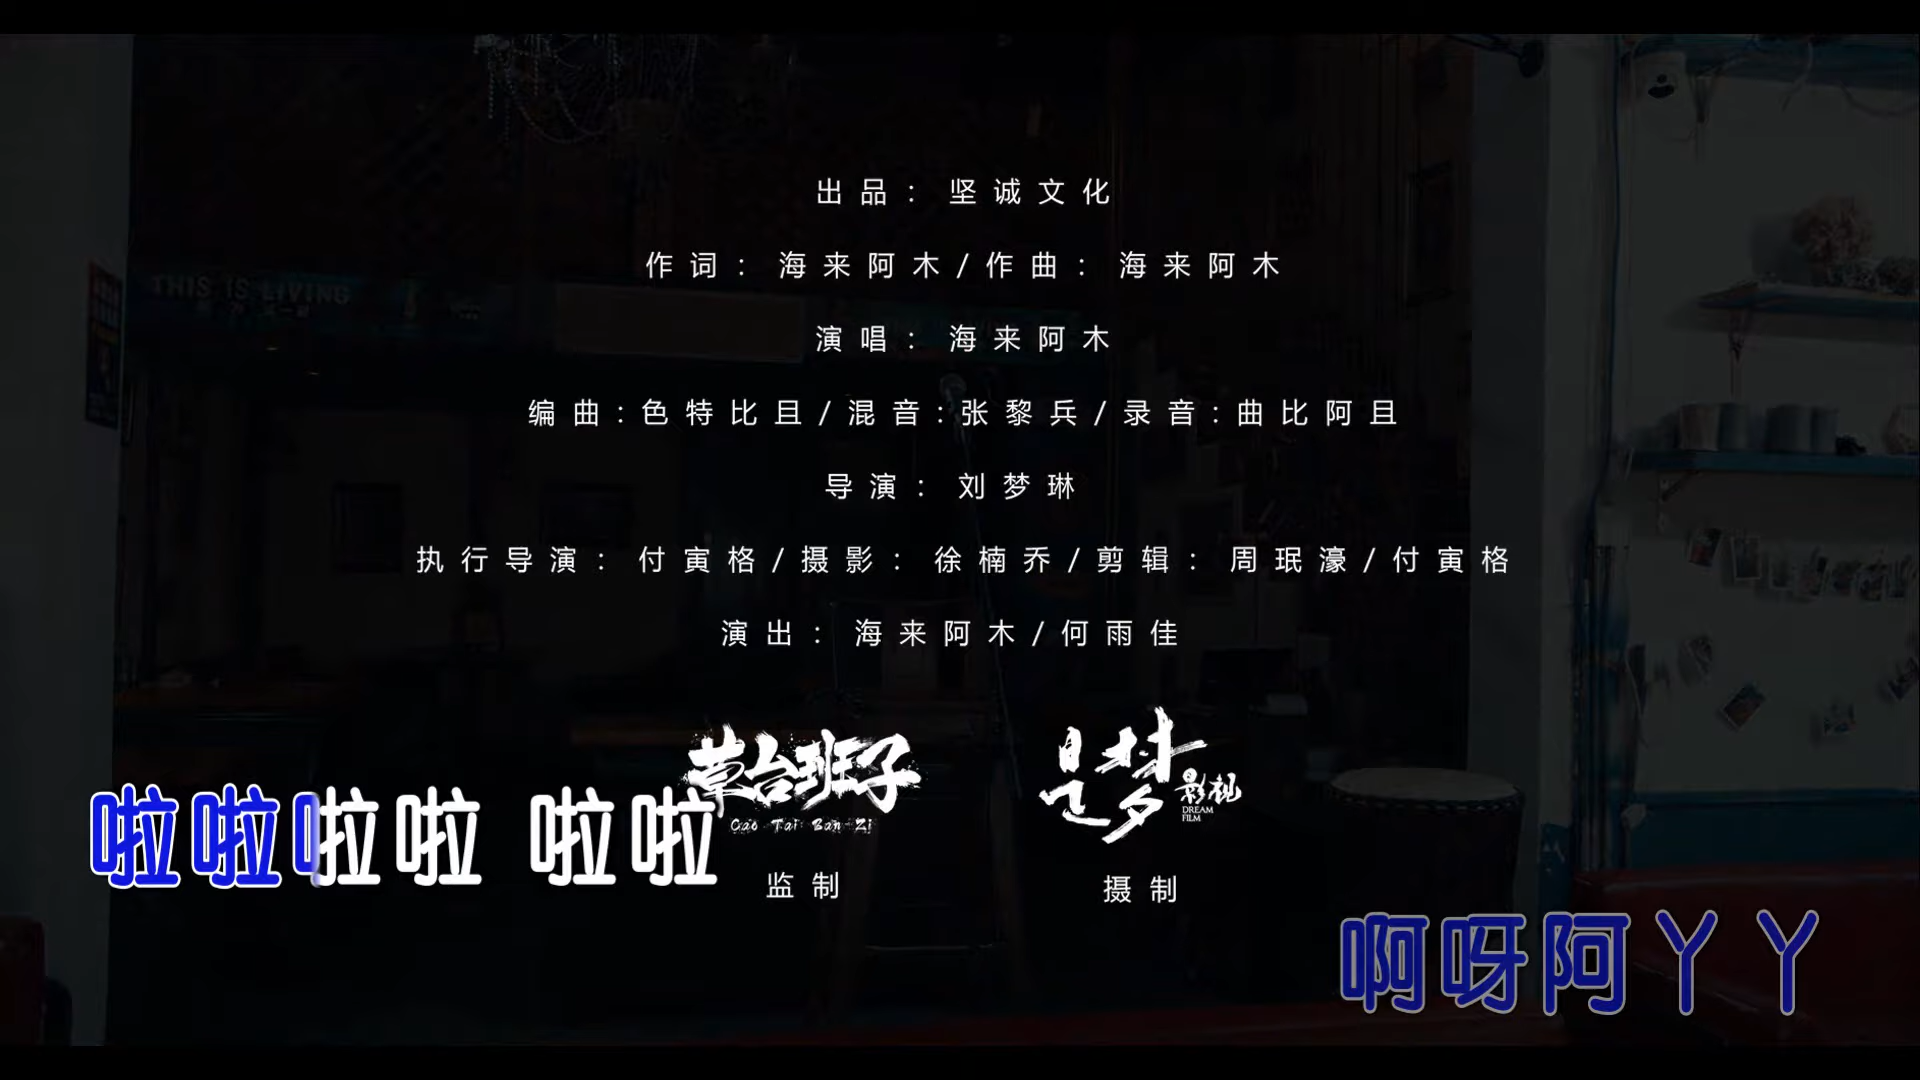 出品： 坚诚文化
作词： 海来阿木/作曲： 海来阿木
THIS IS LIVING
演唱： 海来阿木
编曲:色特比且/混音:张黎兵/录音:曲比阿且
导演： 刘梦琳
执行导演： 付寅格/摄影： 徐楠乔/剪辑： 周珉濠/付寅格
演出： 海来阿木/何雨佳
草台班子
Cao Tai Ban Zi
监制
是梦影视
DREAM FILM
摄制
啦啦啦啦 啦啦
啊呀阿丫丫